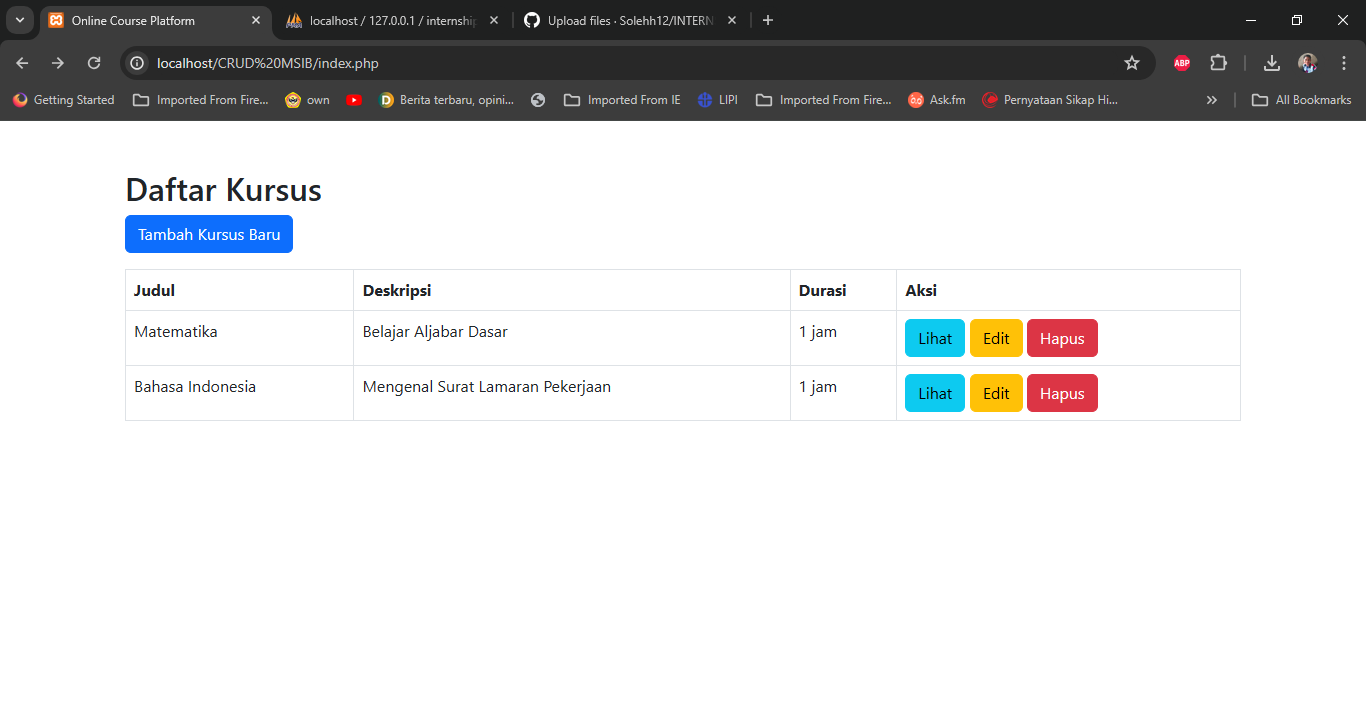 Online Course Platform
localhost / 127.0.0.1 / internship
Upload files · Solehh12/INTERN
localhost/CRUD%20MSIB/index.php
ABP
Getting Started
Imported From Fire...
own
Berita terbaru, opini...
Imported From IE
LIPI
Imported From Fire...
Ask.fm
Pernyataan Sikap Hi...
»
All Bookmarks
Daftar Kursus
Tambah Kursus Baru
Judul Deskripsi Durasi Aksi
Matematika Belajar Aljabar Dasar 1 jam Lihat Edit Hapus
Bahasa Indonesia Mengenal Surat Lamaran Pekerjaan 1 jam Lihat Edit Hapus